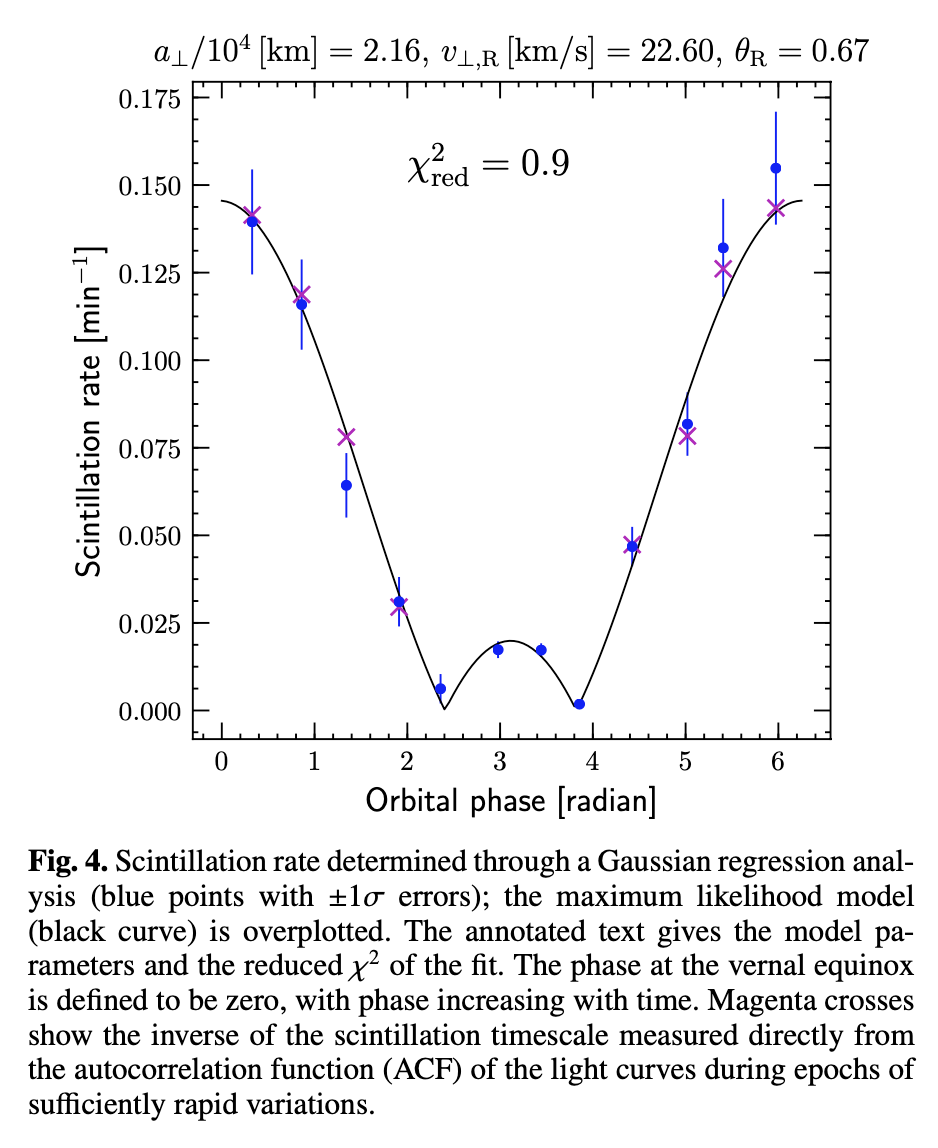 a⊥/10⁴ [km] = 2.16, v⊥,R [km/s] = 22.60, θR = 0.67
χ²red = 0.9
0.175
0.150
0.125
0.100
0.075
0.050
0.025
0.000
Scintillation rate [min⁻¹]
0 1 2 3 4 5 6
Orbital phase [radian]
Fig. 4. Scintillation rate determined through a Gaussian regression anal-
ysis (blue points with ±1σ errors); the maximum likelihood model
(black curve) is overplotted. The annotated text gives the model pa-
rameters and the reduced χ² of the fit. The phase at the vernal equinox
is defined to be zero, with phase increasing with time. Magenta crosses
show the inverse of the scintillation timescale measured directly from
the autocorrelation function (ACF) of the light curves during epochs of
sufficiently rapid variations.